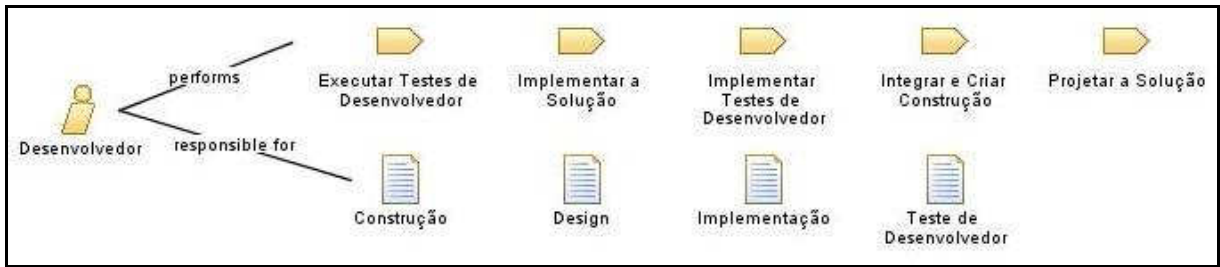 performs
Executar Testes de
Desenvolvedor
Implementar a
Solução
Implementar
Testes de
Desenvolvedor
Integrar e Criar
Construção
Projetar a Solução
Desenvolvedor
responsible for
Construção
Design
Implementação
Teste de
Desenvolvedor